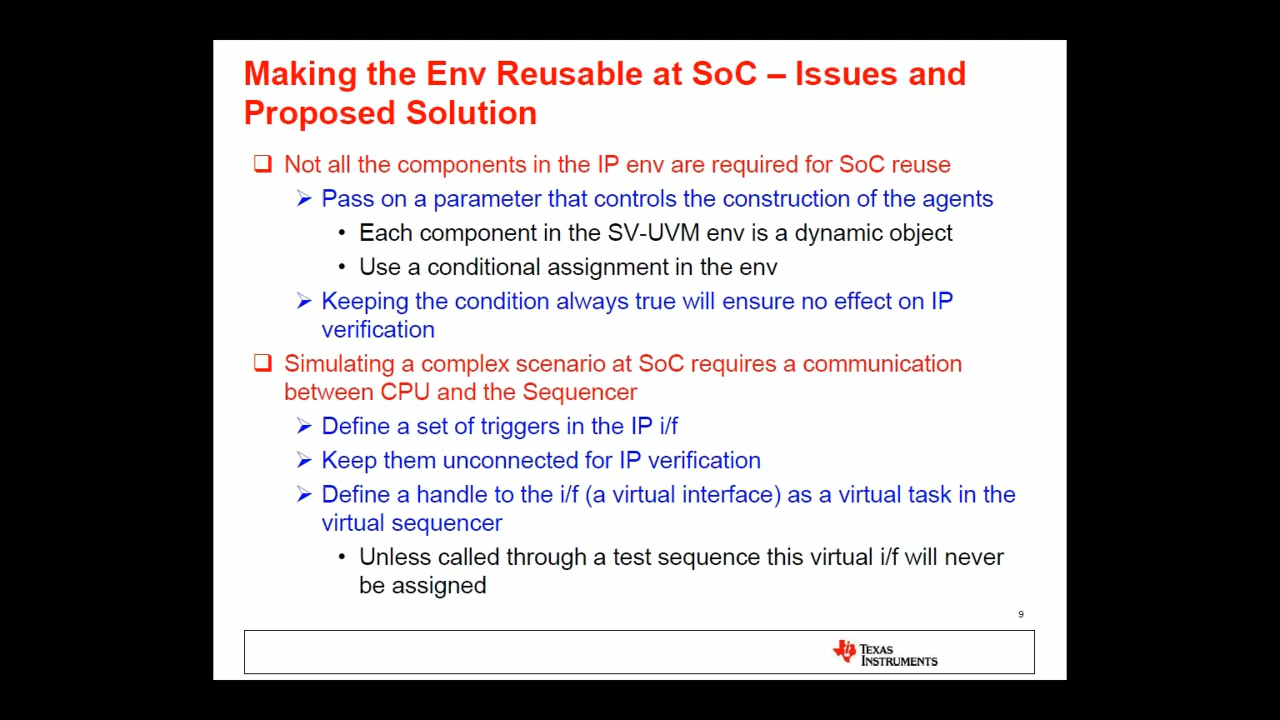 Making the Env Reusable at SoC – Issues and
Proposed Solution
Not all the components in the IP env are required for SoC reuse
Pass on a parameter that controls the construction of the agents
• Each component in the SV-UVM env is a dynamic object
• Use a conditional assignment in the env
Keeping the condition always true will ensure no effect on IP
verification
Simulating a complex scenario at SoC requires a communication
between CPU and the Sequencer
Define a set of triggers in the IP i/f
Keep them unconnected for IP verification
Define a handle to the i/f (a virtual interface) as a virtual task in the
virtual sequencer
• Unless called through a test sequence this virtual i/f will never
be assigned
9
TEXAS
INSTRUMENTS